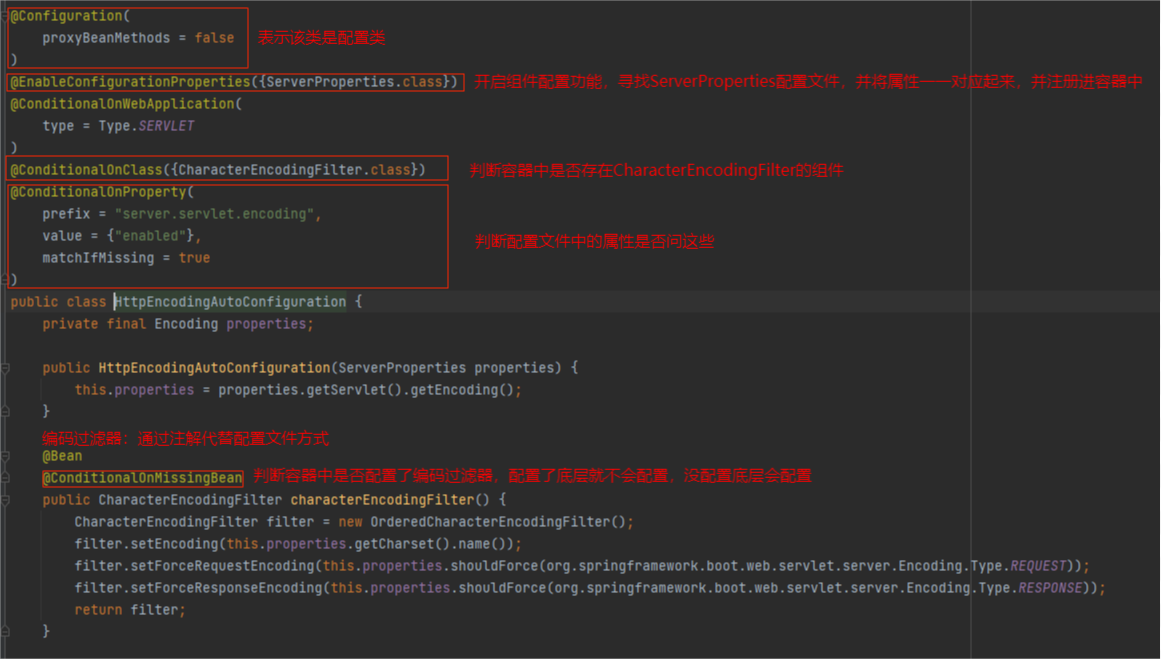 @Configuration(
    proxyBeanMethods = false 表示该类是配置类
)
@EnableConfigurationProperties({ServerProperties.class}) 开启组件配置功能，寻找ServerProperties配置文件，并将属性一一对应起来，并注册进容器中
@ConditionalOnWebApplication(
    type = Type.SERVLET
)
@ConditionalOnClass({CharacterEncodingFilter.class}) 判断容器中是否存在CharacterEncodingFilter的组件
@ConditionalOnProperty(
    prefix = "server.servlet.encoding",
    value = {"enabled"}, 判断配置文件中的属性是否问这些
    matchIfMissing = true
)
public class HttpEncodingAutoConfiguration {
    private final Encoding properties;
    public HttpEncodingAutoConfiguration(ServerProperties properties) {
        this.properties = properties.getServlet().getEncoding();
    }
    编码过滤器：通过注解代替配置文件方式
    @Bean
    @ConditionalOnMissingBean 判断容器中是否配置了编码过滤器，配置了底层就不会配置，没配置底层会配置
    public CharacterEncodingFilter characterEncodingFilter() {
        CharacterEncodingFilter filter = new OrderedCharacterEncodingFilter();
        filter.setEncoding(this.properties.getCharset().name());
        filter.setForceRequestEncoding(this.properties.shouldForce(org.springframework.boot.web.servlet.server.Encoding.Type.REQUEST));
        filter.setForceResponseEncoding(this.properties.shouldForce(org.springframework.boot.web.servlet.server.Encoding.Type.RESPONSE));
        return filter;
    }